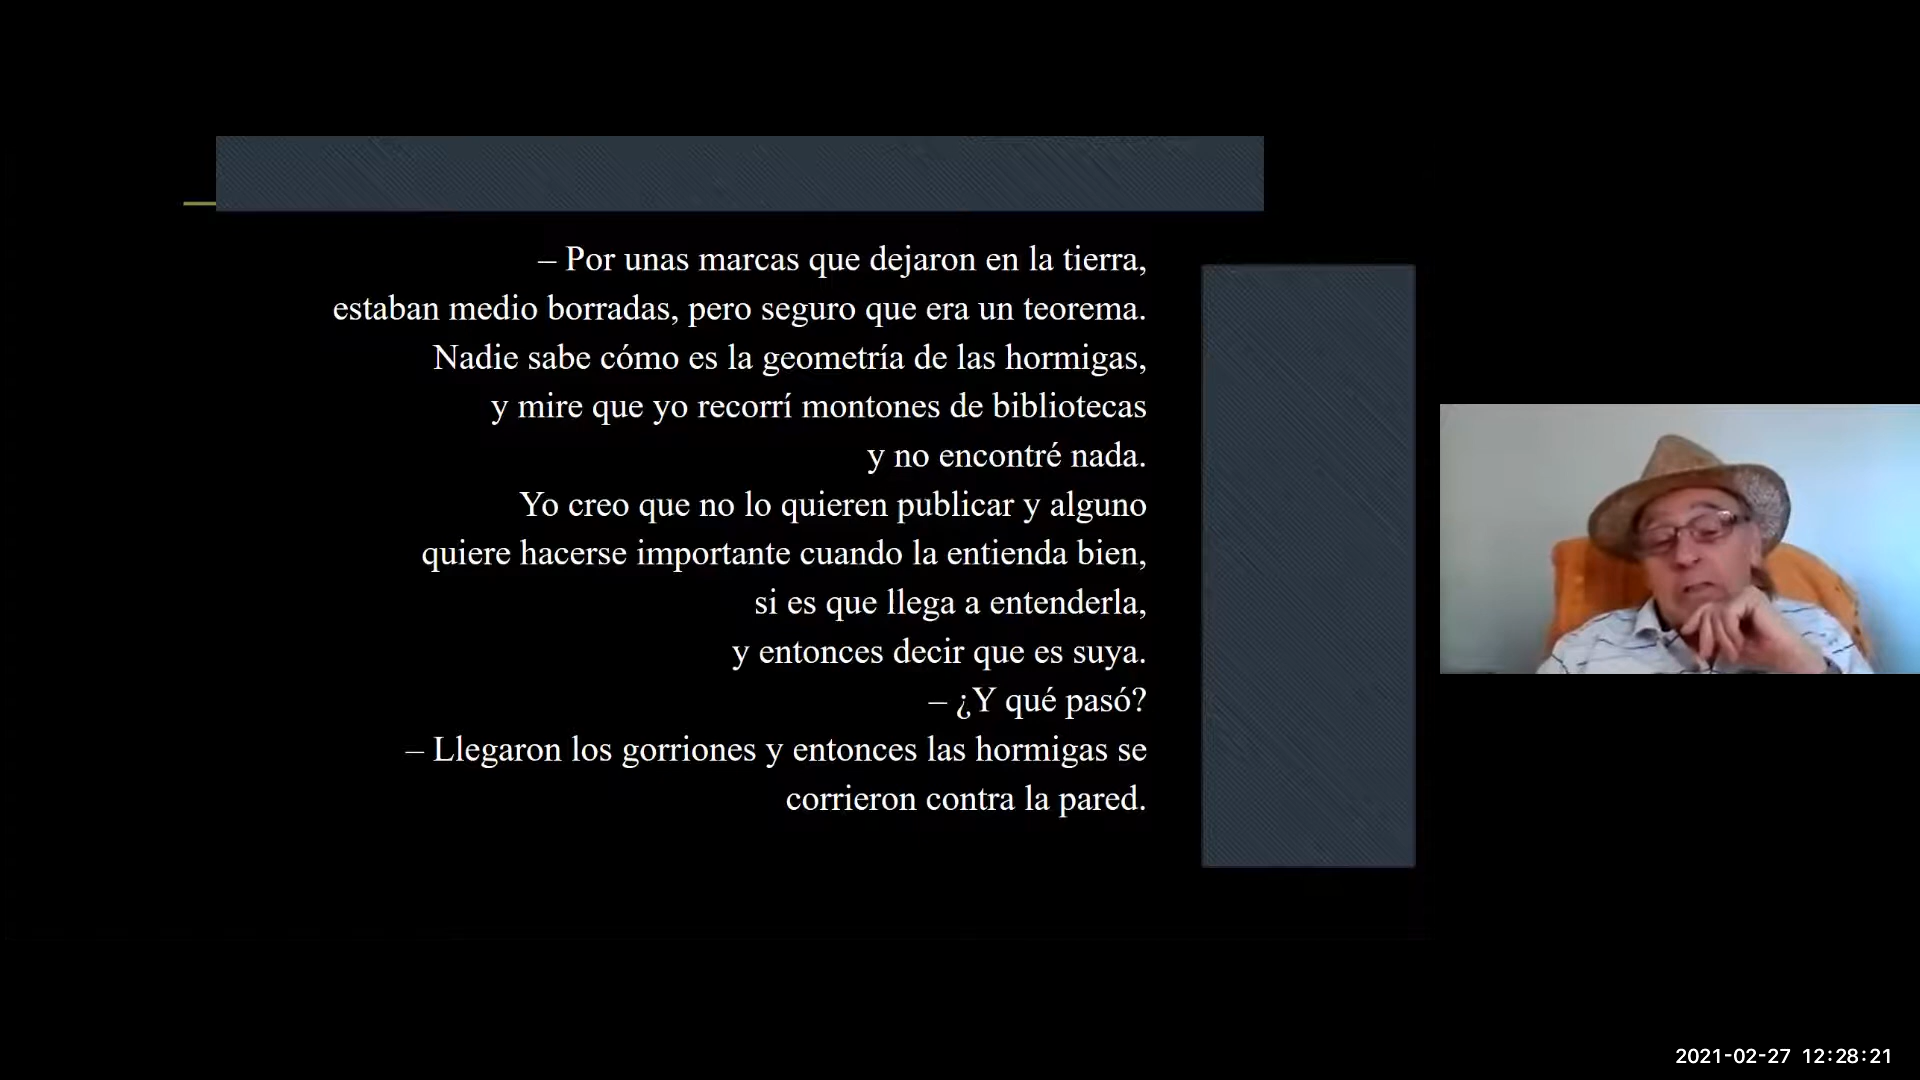 – Por unas marcas que dejaron en la tierra,
estaban medio borradas, pero seguro que era un teorema.
Nadie sabe cómo es la geometría de las hormigas,
y mire que yo recorrí montones de bibliotecas
y no encontré nada.
Yo creo que no lo quieren publicar y alguno
quiere hacerse importante cuando la entienda bien,
si es que llega a entenderla,
y entonces decir que es suya.
– ¿Y qué pasó?
– Llegaron los gorriones y entonces las hormigas se
corrieron contra la pared.
2021-02-27 12:28:21